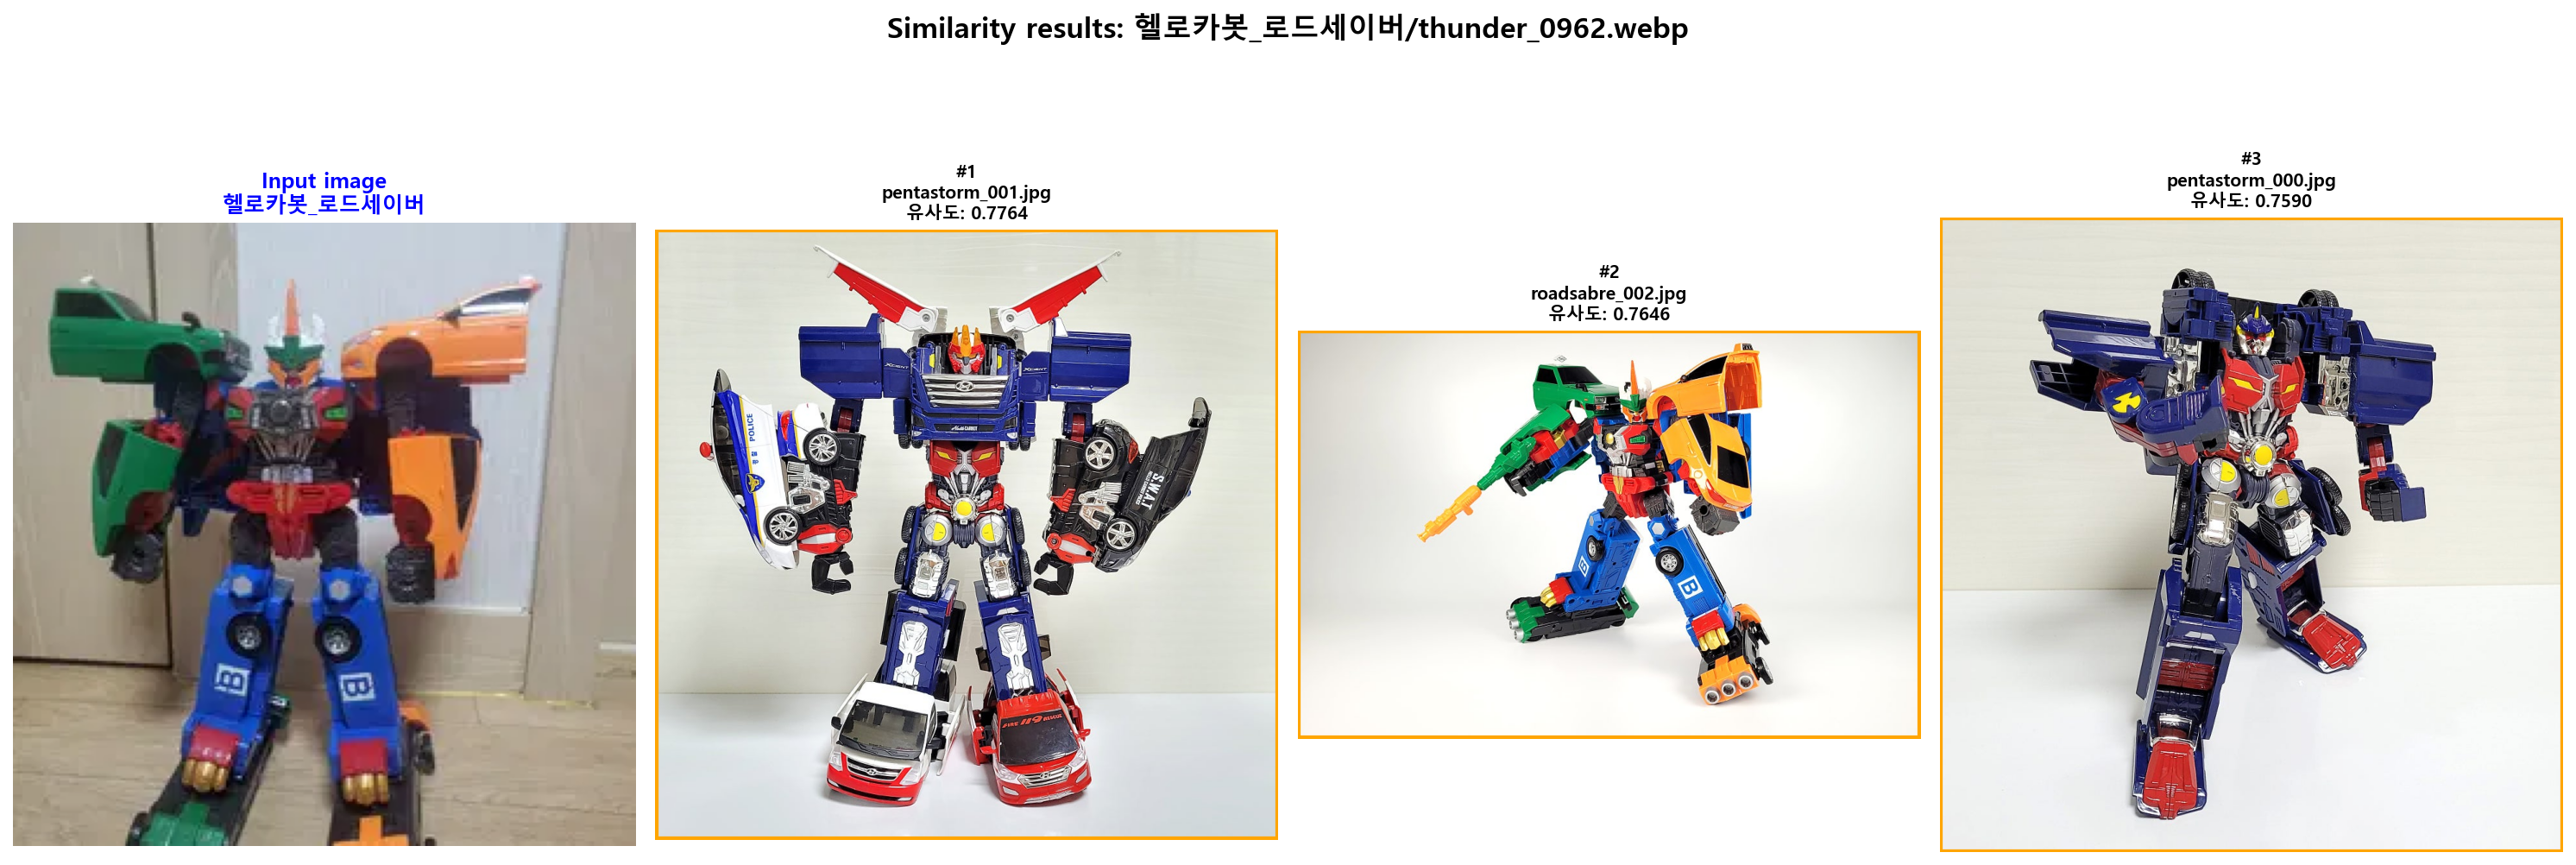 Similarity results: 헬로카봇_로드세이버/thunder_0962.webp
Input image
헬로카봇_로드세이버
#1
pentastorm_001.jpg
유사도: 0.7764
#2
roadsabre_002.jpg
유사도: 0.7646
#3
pentastorm_000.jpg
유사도: 0.7590
B
B
XCIENT
XCIENT
POLICE
S.W.A.T
119
B
B